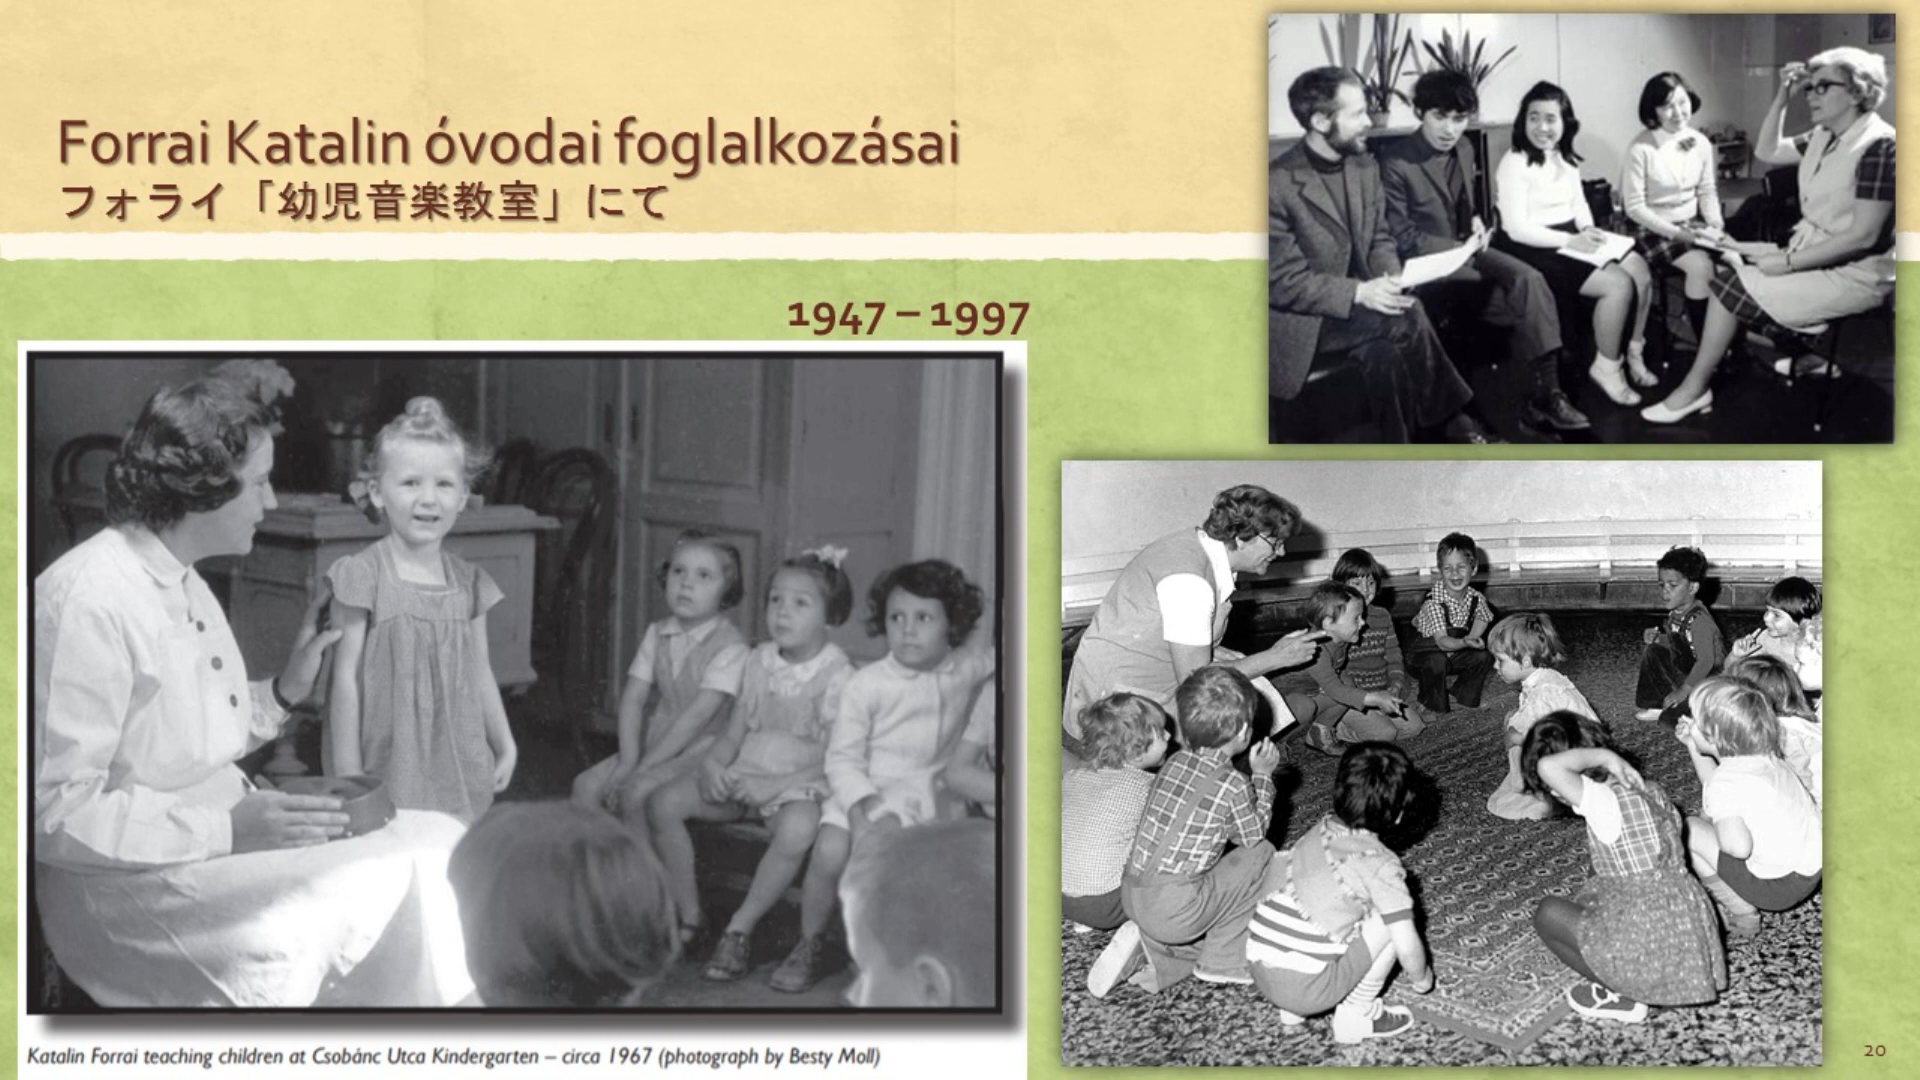 Forrai Katalin óvodai foglalkozásai
フォライ「幼児音楽教室」にて
1947 – 1997
Katalin Forrai teaching children at Csobánc Utca Kindergarten – circa 1967 (photograph by Besty Moll)
20